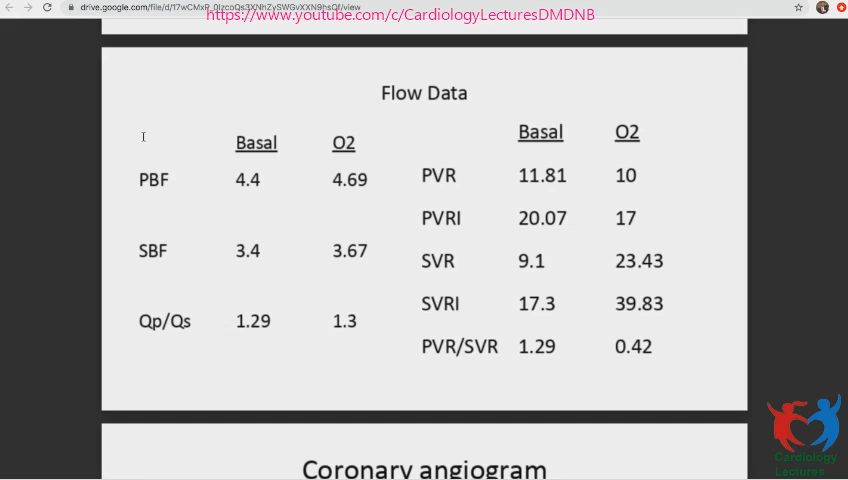 https://www.youtube.com/c/CardiologyLecturesDMDNB
Flow Data
Basal O2
PBF 4.4 4.69
SBF 3.4 3.67
Qp/Qs 1.29 1.3
Basal O2
PVR 11.81 10
PVRI 20.07 17
SVR 9.1 23.43
SVRI 17.3 39.83
PVR/SVR 1.29 0.42
Coronary angiogram
Cardiology
Lectures